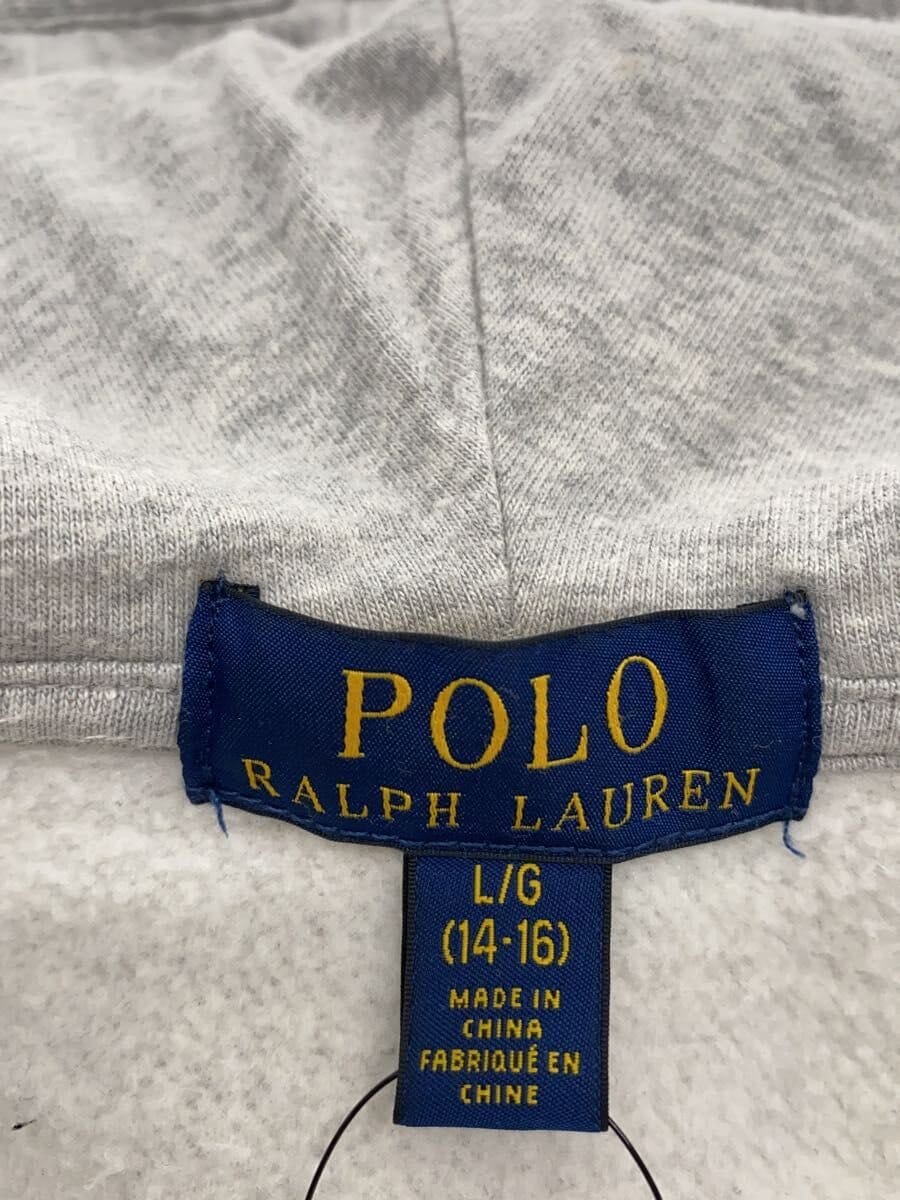 POLO
RALPH LAUREN
L/G
(14-16)
MADE IN
CHINA
FABRIQUÉ EN
CHINE